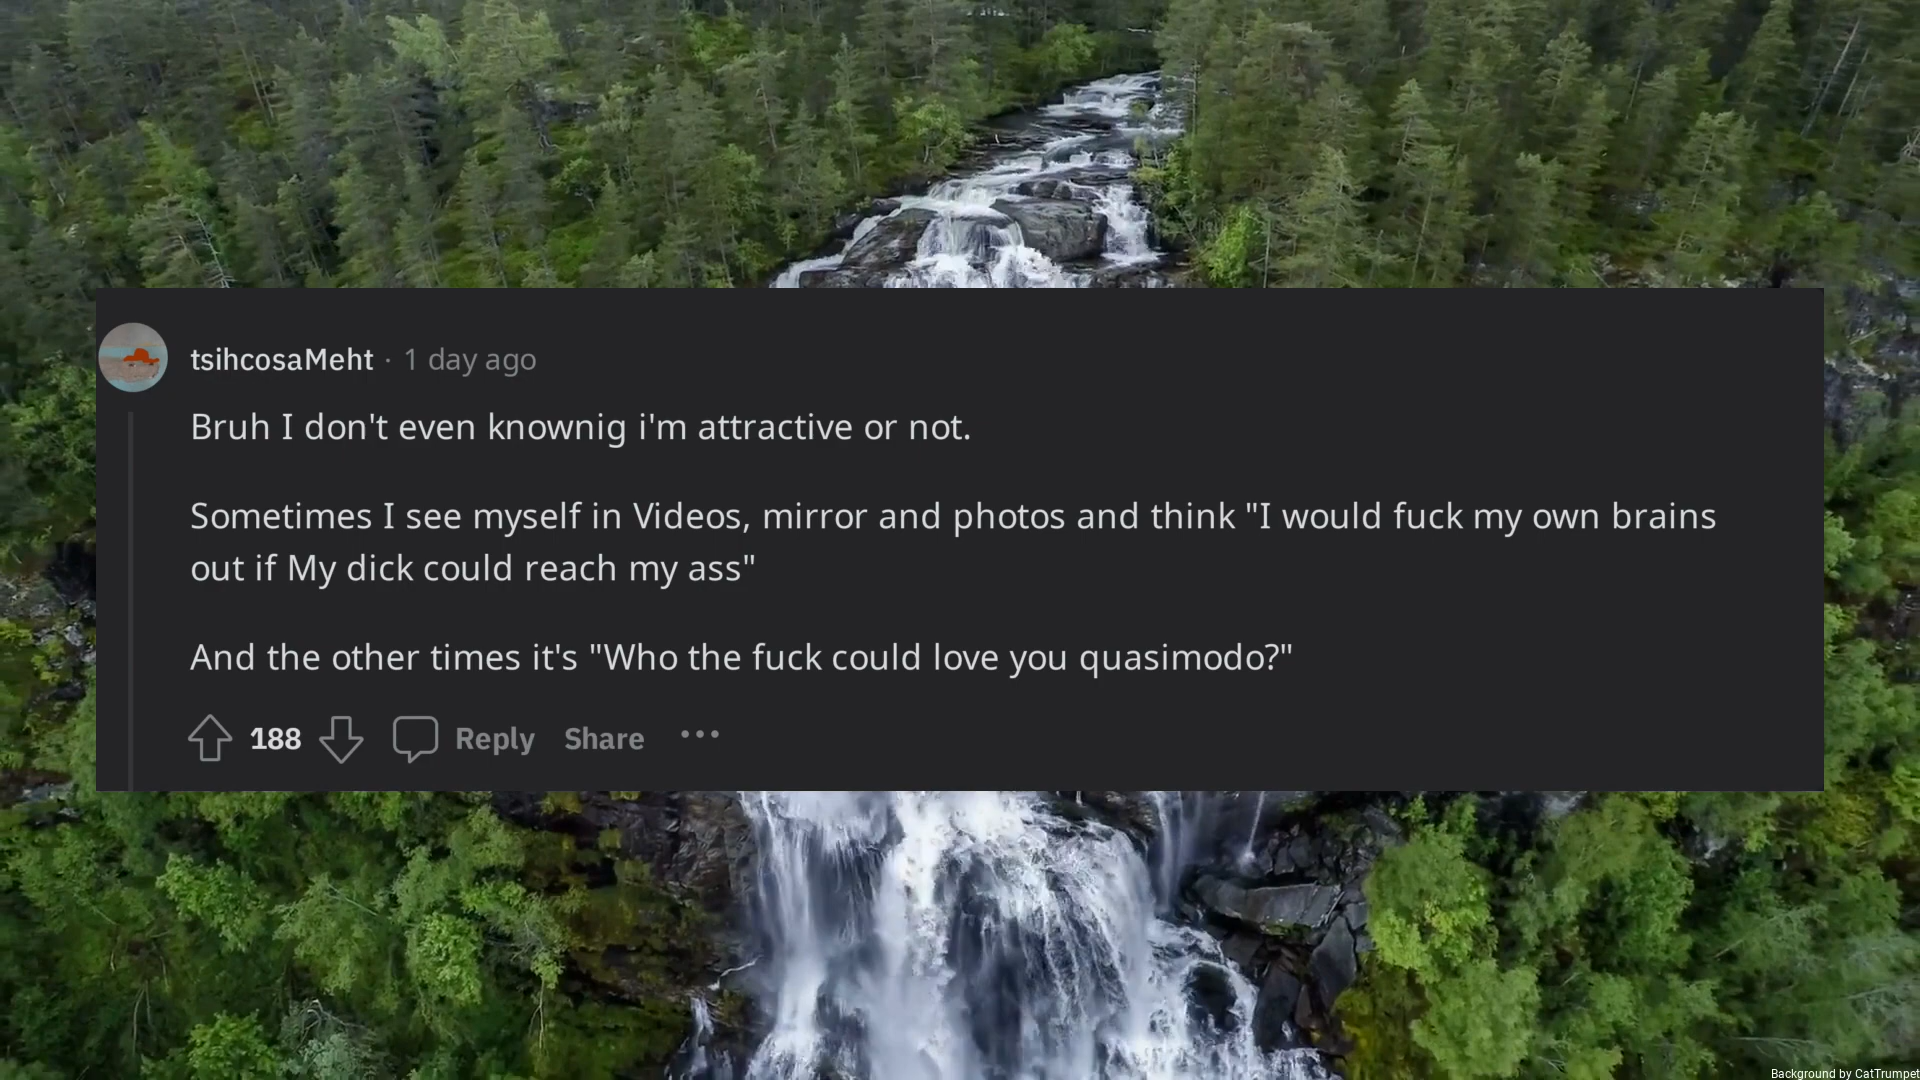 tsihcosaMeht · 1 day ago
Bruh I don't even knownig i'm attractive or not.
Sometimes I see myself in Videos, mirror and photos and think "I would fuck my own brains
out if My dick could reach my ass"
And the other times it's "Who the fuck could love you quasimodo?"
188 Reply Share ...
Background by CatTrumpet